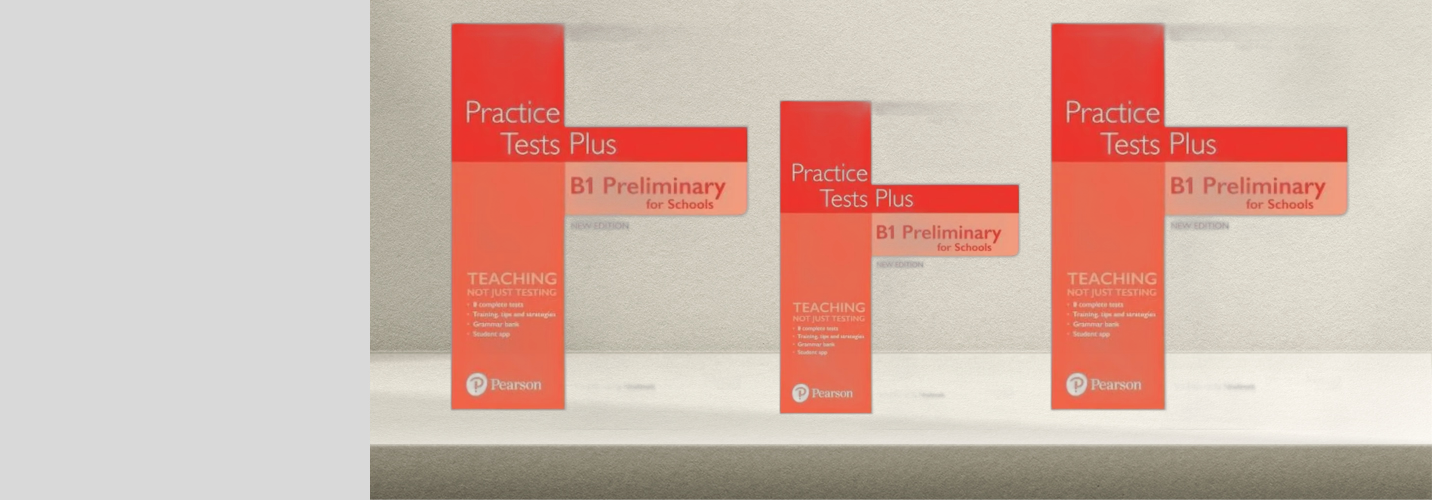 Practice
Tests Plus
B1 Preliminary
for Schools
NEW EDITION
TEACHING
NOT JUST TESTING
• 8 complete tests
• Training, tips and strategies
• Grammar bank
• Student app
Pearson
Practice
Tests Plus
B1 Preliminary
for Schools
NEW EDITION
TEACHING
NOT JUST TESTING
• 8 complete tests
• Training, tips and strategies
• Grammar bank
• Student app
Pearson
Practice
Tests Plus
B1 Preliminary
for Schools
NEW EDITION
TEACHING
NOT JUST TESTING
• 8 complete tests
• Training, tips and strategies
• Grammar bank
• Student app
Pearson